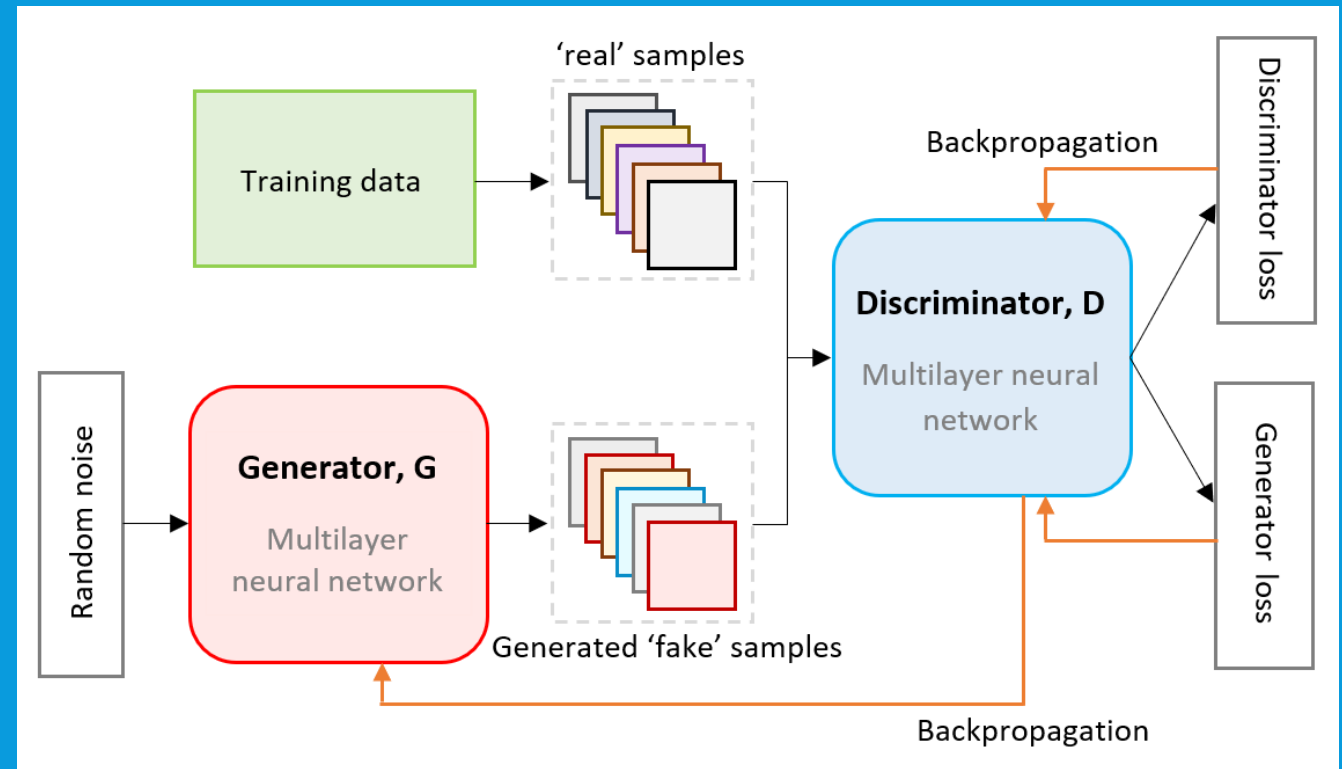 ‘real’ samples
Training data
Backpropagation
Discriminator loss
Discriminator, D
Multilayer neural
network
Random noise
Generator, G
Multilayer
neural network
Generated ‘fake’ samples
Generator loss
Backpropagation